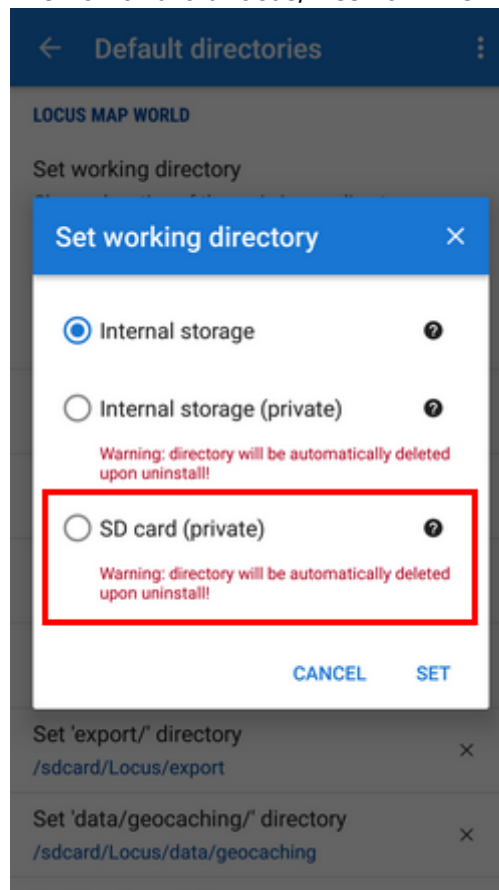 Default directories
LOCUS MAP WORLD
Set working directory
Set working directory
Internal storage
Internal storage (private)
Warning: directory will be automatically deleted
upon uninstall!
SD card (private)
Warning: directory will be automatically deleted
upon uninstall!
CANCEL SET
Set 'export/' directory
/sdcard/Locus/export
Set 'data/geocaching/' directory
/sdcard/Locus/data/geocaching